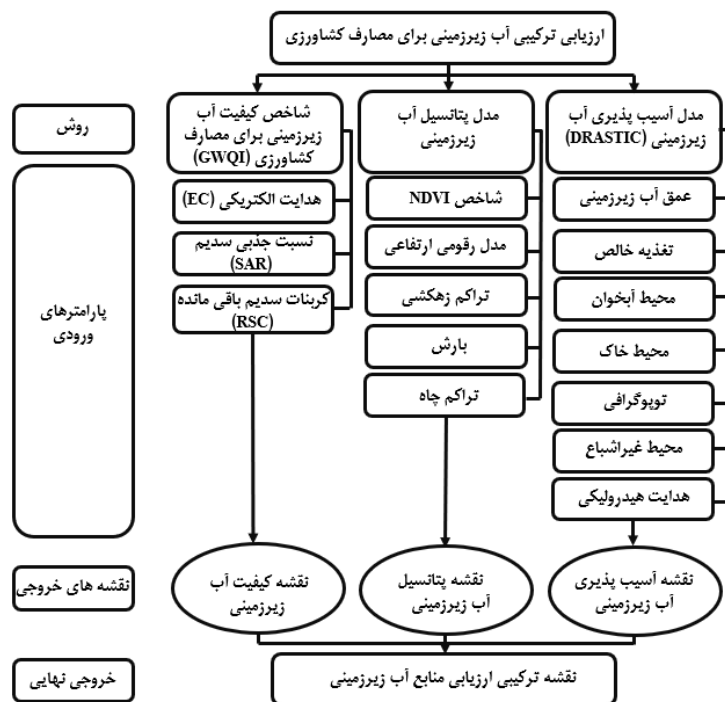 ارزیابی ترکیبی آب زیرزمینی برای مصارف کشاورزی
روش
مدل آسیب پذیری آب
زیرزمینی (DRASTIC)
عمق آب زیرزمینی
تغذیه خالص
محیط آبخوان
محیط خاک
توپوگرافی
محیط غیراشباع
هدایت هیدرولیکی
مدل پتانسیل آب
زیرزمینی
شاخص NDVI
مدل رقومی ارتفاعی
تراکم زهکشی
بارش
تراکم چاه
شاخص کیفیت آب
زیرزمینی برای مصارف
کشاورزی (GWQI)
هدایت الکتریکی (EC)
نسبت جذبی سدیم
(SAR)
کربنات سدیم باقی مانده
(RSC)
پارامترهای
ورودی
نقشه آسیب پذیری
آب زیرزمینی
نقشه پتانسیل
آب زیرزمینی
نقشه کیفیت آب
زیرزمینی
نقشه های خروجی
نقشه ترکیبی ارزیابی منابع آب زیرزمینی
خروجی نهایی